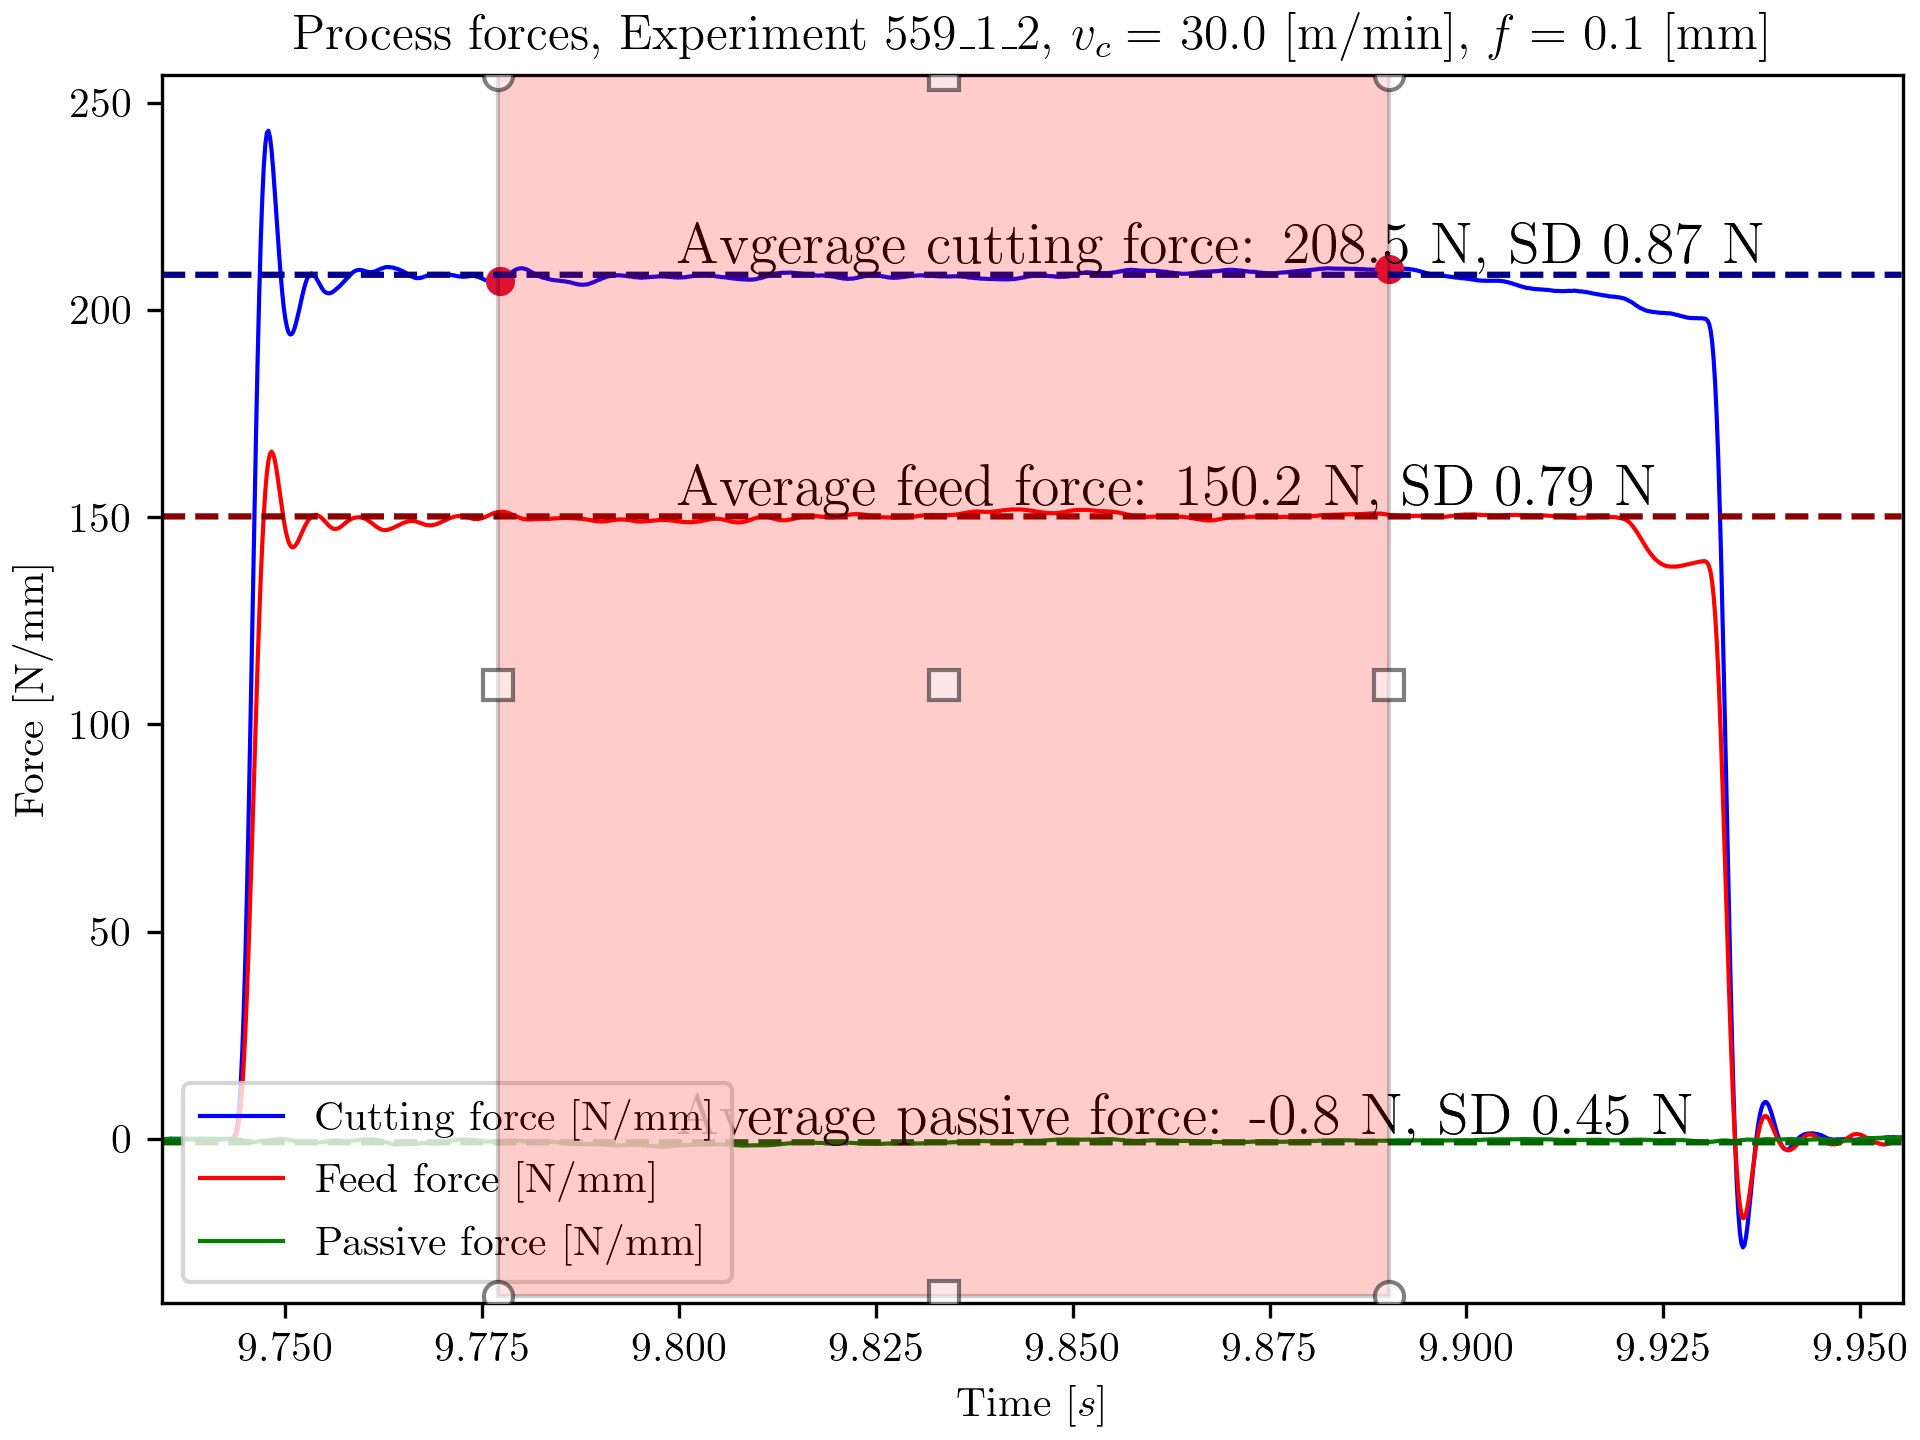 Process forces, Experiment 559_1_2, v_c = 30.0 [m/min], f = 0.1 [mm]
250
200
150
100
50
0
Force [N/mm]
Avgerage cutting force: 208.5 N, SD 0.87 N
Average feed force: 150.2 N, SD 0.79 N
Average passive force: -0.8 N, SD 0.45 N
Cutting force [N/mm]
Feed force [N/mm]
Passive force [N/mm]
9.750 9.775 9.800 9.825 9.850 9.875 9.900 9.925 9.950
Time [s]